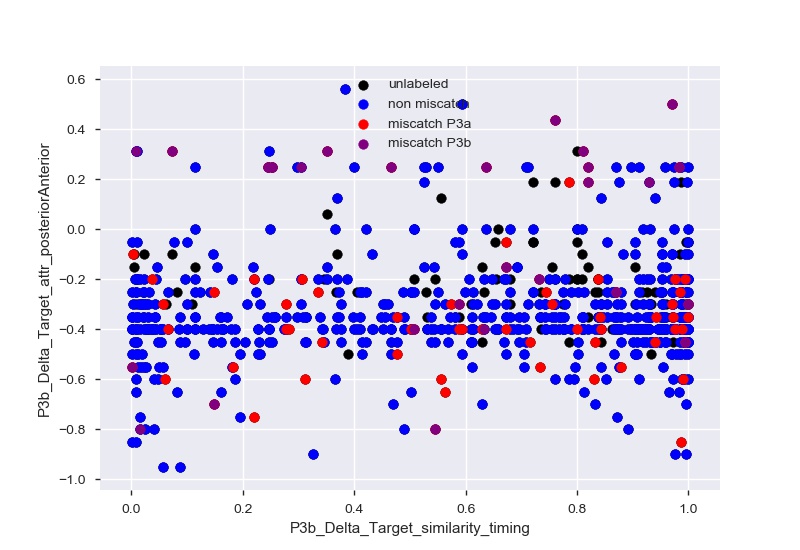 0.6
0.4
0.2
0.0
−0.2
−0.4
−0.6
−0.8
−1.0
P3b_Delta_Target_attr_posteriorAnterior
unlabeled
non miscatch
miscatch P3a
miscatch P3b
0.0 0.2 0.4 0.6 0.8 1.0
P3b_Delta_Target_similarity_timing